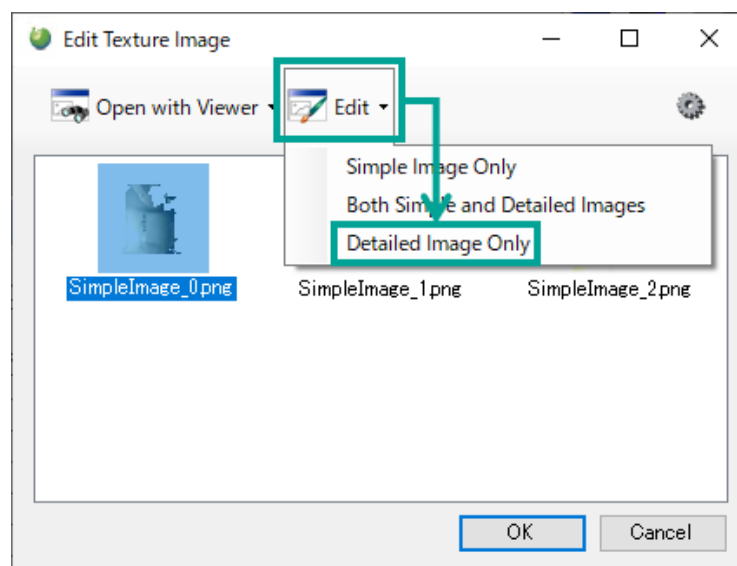 Edit Texture Image
Open with Viewer
Edit
Simple Image Only
Both Simple and Detailed Images
Detailed Image Only
SimpleImage_0.png
SimpleImage_1.png
SimpleImage_2.png
OK
Cancel